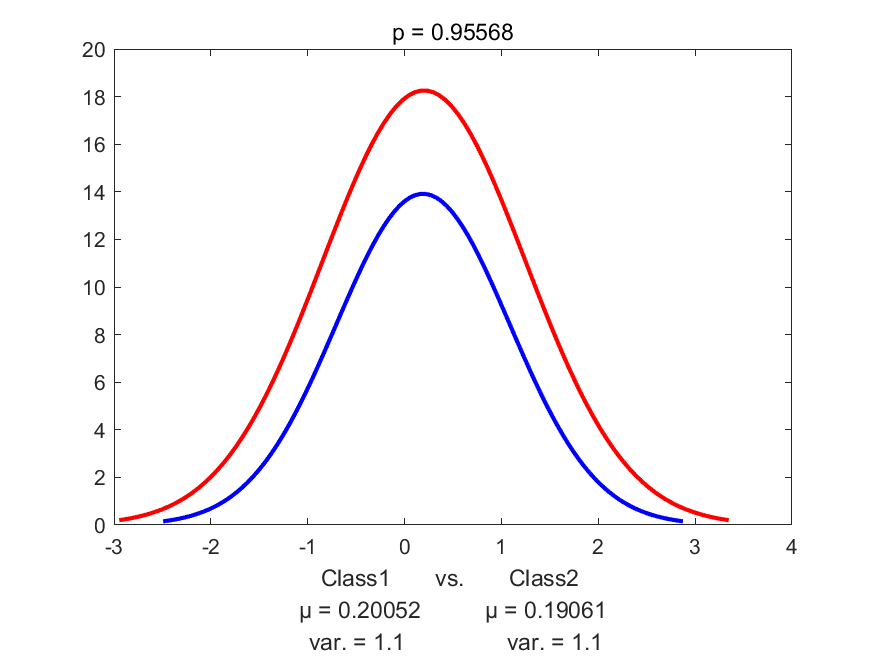 p = 0.95568
20
18
16
14
12
10
8
6
4
2
0
-3 -2 -1 0 1 2 3 4
Class1 vs. Class2
μ = 0.20052 μ = 0.19061
var. = 1.1 var. = 1.1